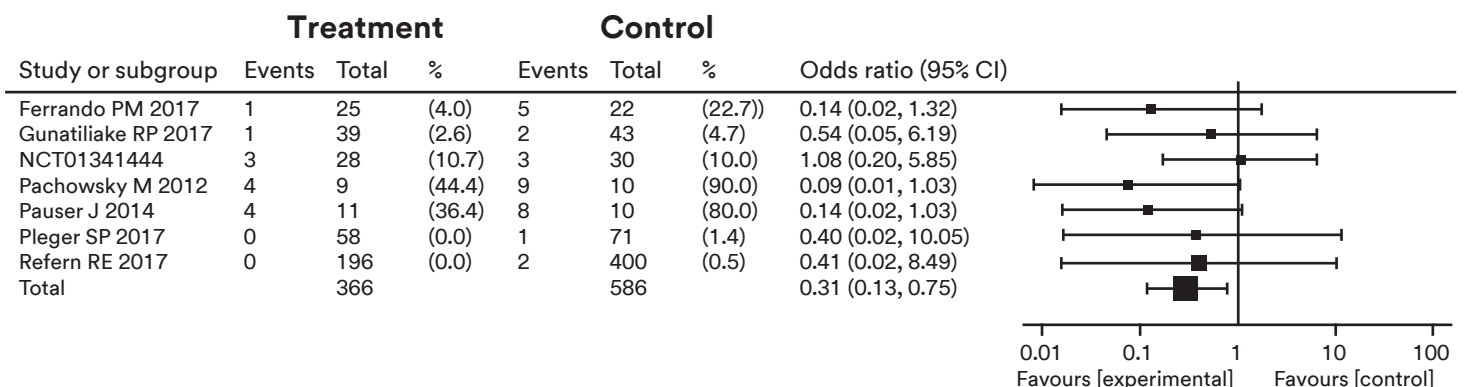 Treatment Control
Study or subgroup Events Total % Events Total % Odds ratio (95% CI)
Ferrando PM 2017 1 25 (4.0) 5 22 (22.7)) 0.14 (0.02, 1.32)
Gunatiliake RP 2017 1 39 (2.6) 2 43 (4.7) 0.54 (0.05, 6.19)
NCT01341444 3 28 (10.7) 3 30 (10.0) 1.08 (0.20, 5.85)
Pachowsky M 2012 4 9 (44.4) 9 10 (90.0) 0.09 (0.01, 1.03)
Pauser J 2014 4 11 (36.4) 8 10 (80.0) 0.14 (0.02, 1.03)
Pleger SP 2017 0 58 (0.0) 1 71 (1.4) 0.40 (0.02, 10.05)
Refern RE 2017 0 196 (0.0) 2 400 (0.5) 0.41 (0.02, 8.49)
Total 366 586 0.31 (0.13, 0.75)
0.01 0.1 1 10 100
Favours [experimental] Favours [control]